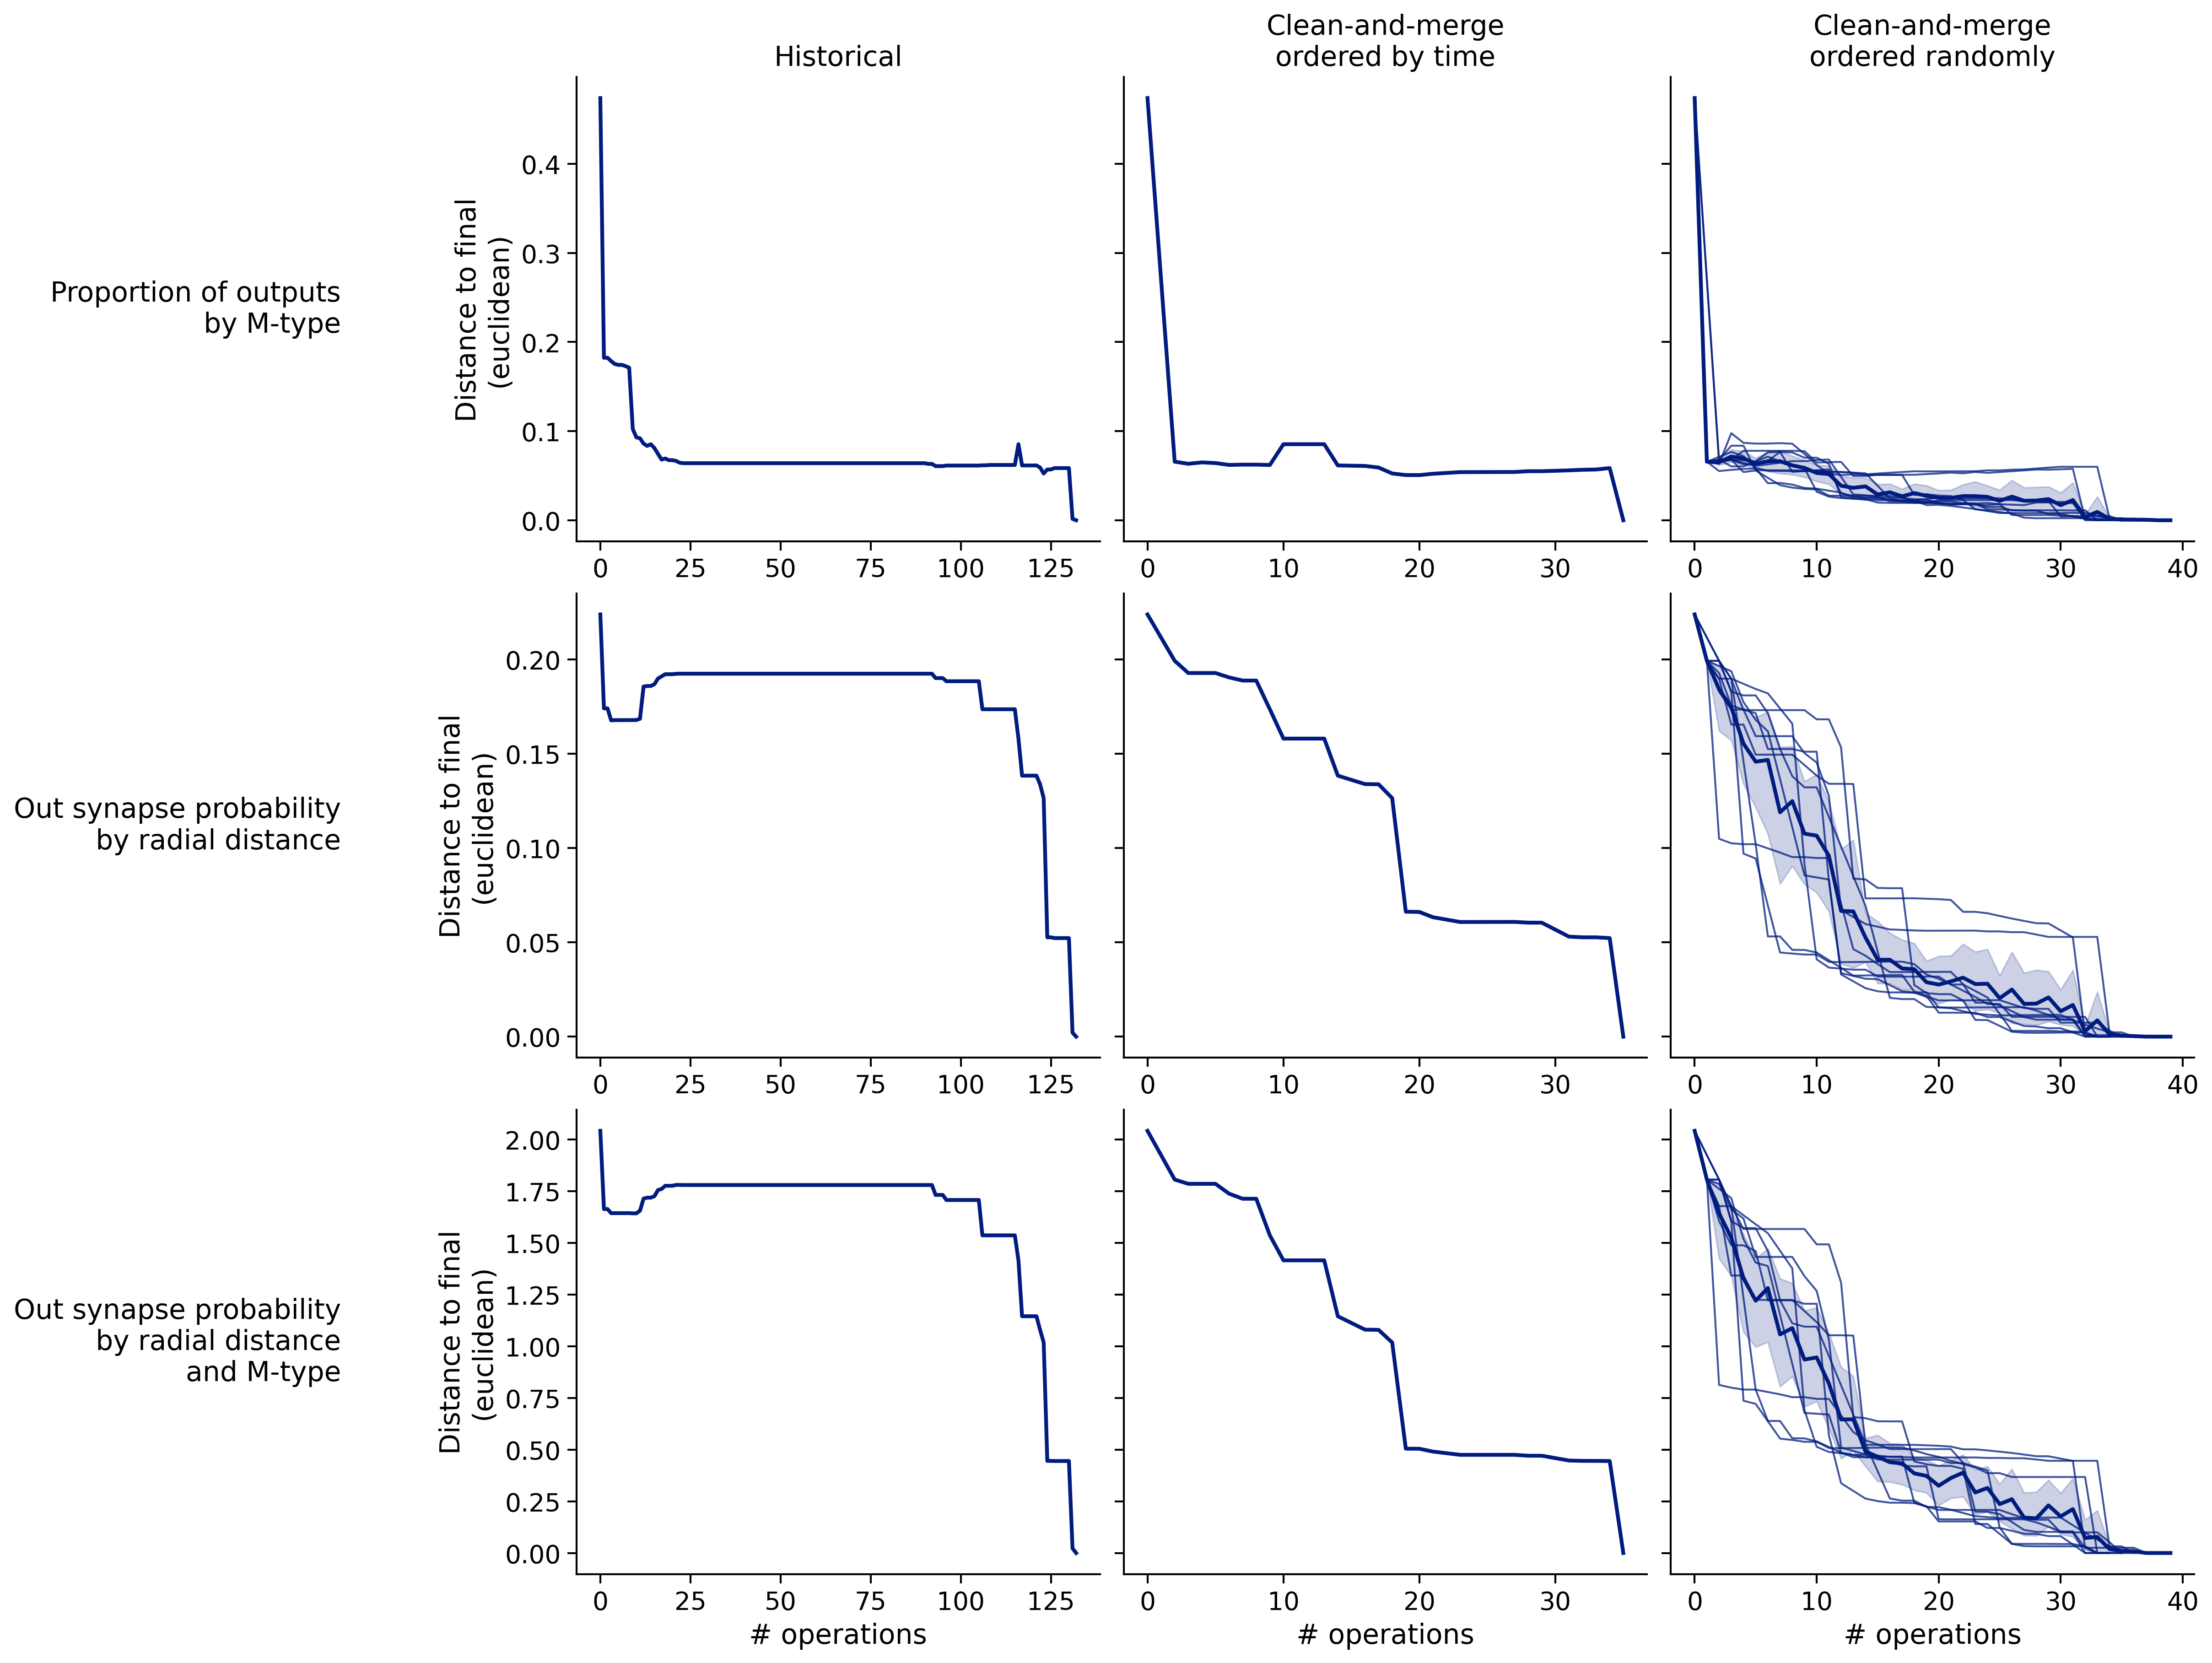 Historical
Clean-and-merge
ordered by time
Clean-and-merge
ordered randomly
Proportion of outputs
by M-type
Distance to final
(euclidean)
0.4
0.3
0.2
0.1
0.0
0 25 50 75 100 125
0 10 20 30
0 10 20 30 40
Out synapse probability
by radial distance
Distance to final
(euclidean)
0.20
0.15
0.10
0.05
0.00
0 25 50 75 100 125
0 10 20 30
0 10 20 30 40
Out synapse probability
by radial distance
and M-type
Distance to final
(euclidean)
2.00
1.75
1.50
1.25
1.00
0.75
0.50
0.25
0.00
0 25 50 75 100 125
0 10 20 30
0 10 20 30 40
# operations
# operations
# operations